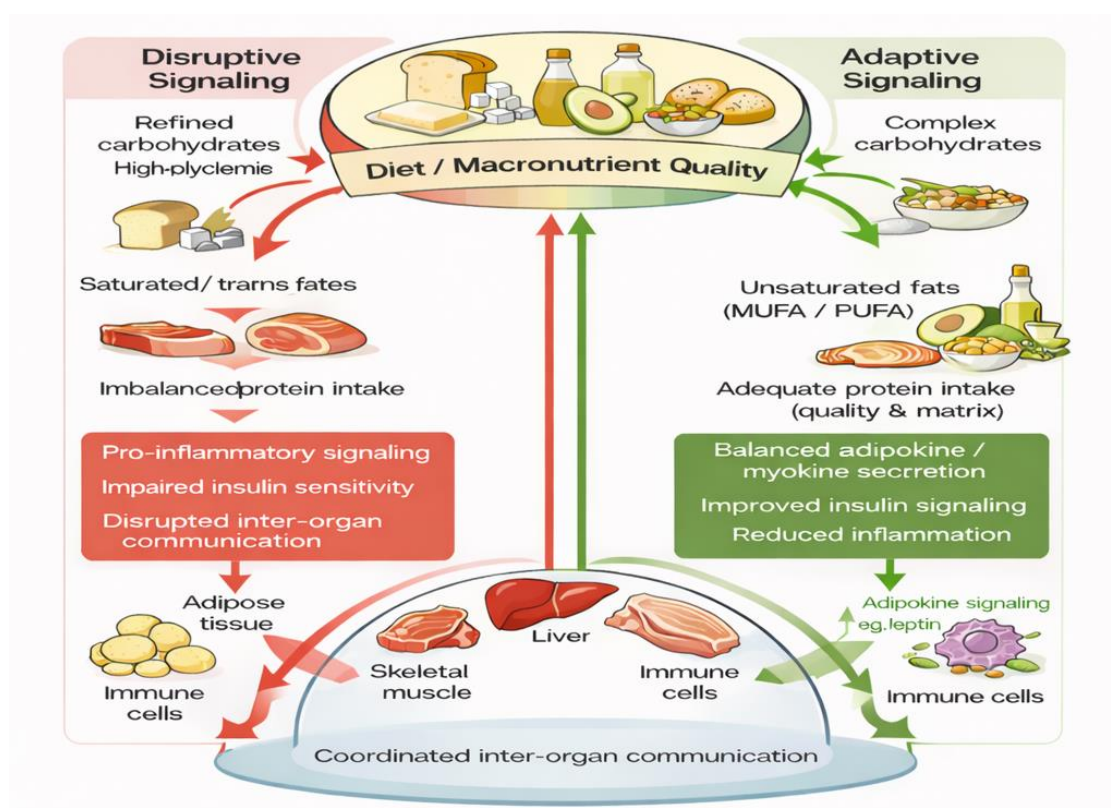 Disruptive
Signaling
Refined
carbohydrates
High-plyclemie
Saturated/ trarns fates
Imbalancedprotein intake
Pro-inflammatory signaling
Impaired insulin sensitivity
Disrupted inter-organ
communication
Adipose
tissue
Immune
cells
Diet / Macronutrient Quality
Adaptive
Signaling
Complex
carbohydrates
Unsaturated fats
(MUFA / PUFA)
Adequate protein intake
(quality & matrix)
Balanced adipokine /
myokine secrretion
Improved insulin signaling
Reduced inflammation
Adipokine signaling
eg.leptin
Immune cells
Liver
Skeletal
muscle
Immune
cells
Coordinated inter-organ communication